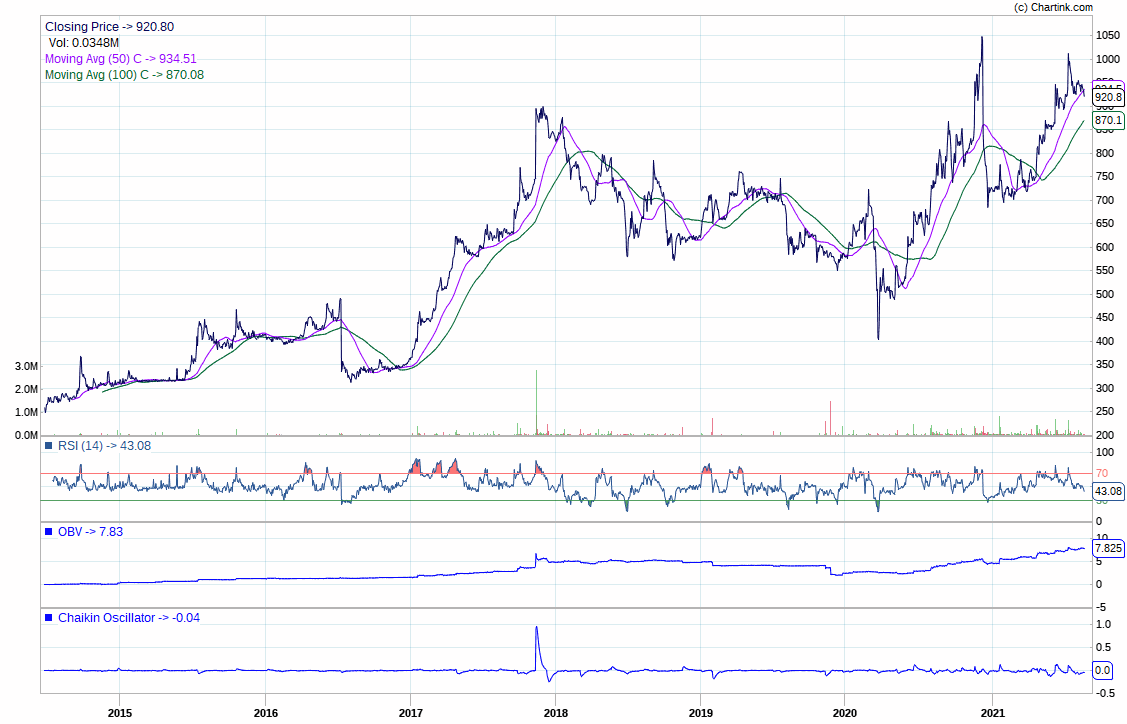 (c) Chartink.com
Closing Price -> 920.80
Vol: 0.0348M
Moving Avg (50) C -> 934.51
Moving Avg (100) C -> 870.08
1050
1000
920.8
870.1
800
750
700
650
600
550
500
450
400
350
300
250
200
3.0M
2.0M
1.0M
0.0M
RSI (14) -> 43.08
100
70
43.08
0
OBV -> 7.83
10
7.825
5
0
-5
Chaikin Oscillator -> -0.04
1.0
0.5
0.0
-0.5
2015 2016 2017 2018 2019 2020 2021